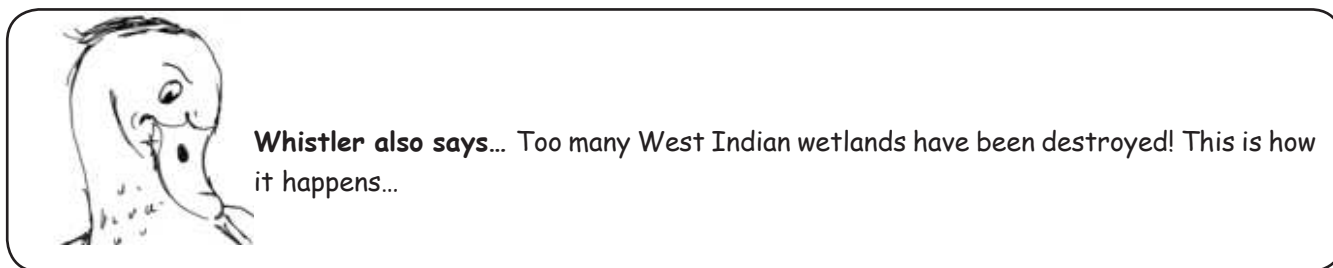 Whistler also says… Too many West Indian wetlands have been destroyed! This is how
it happens…